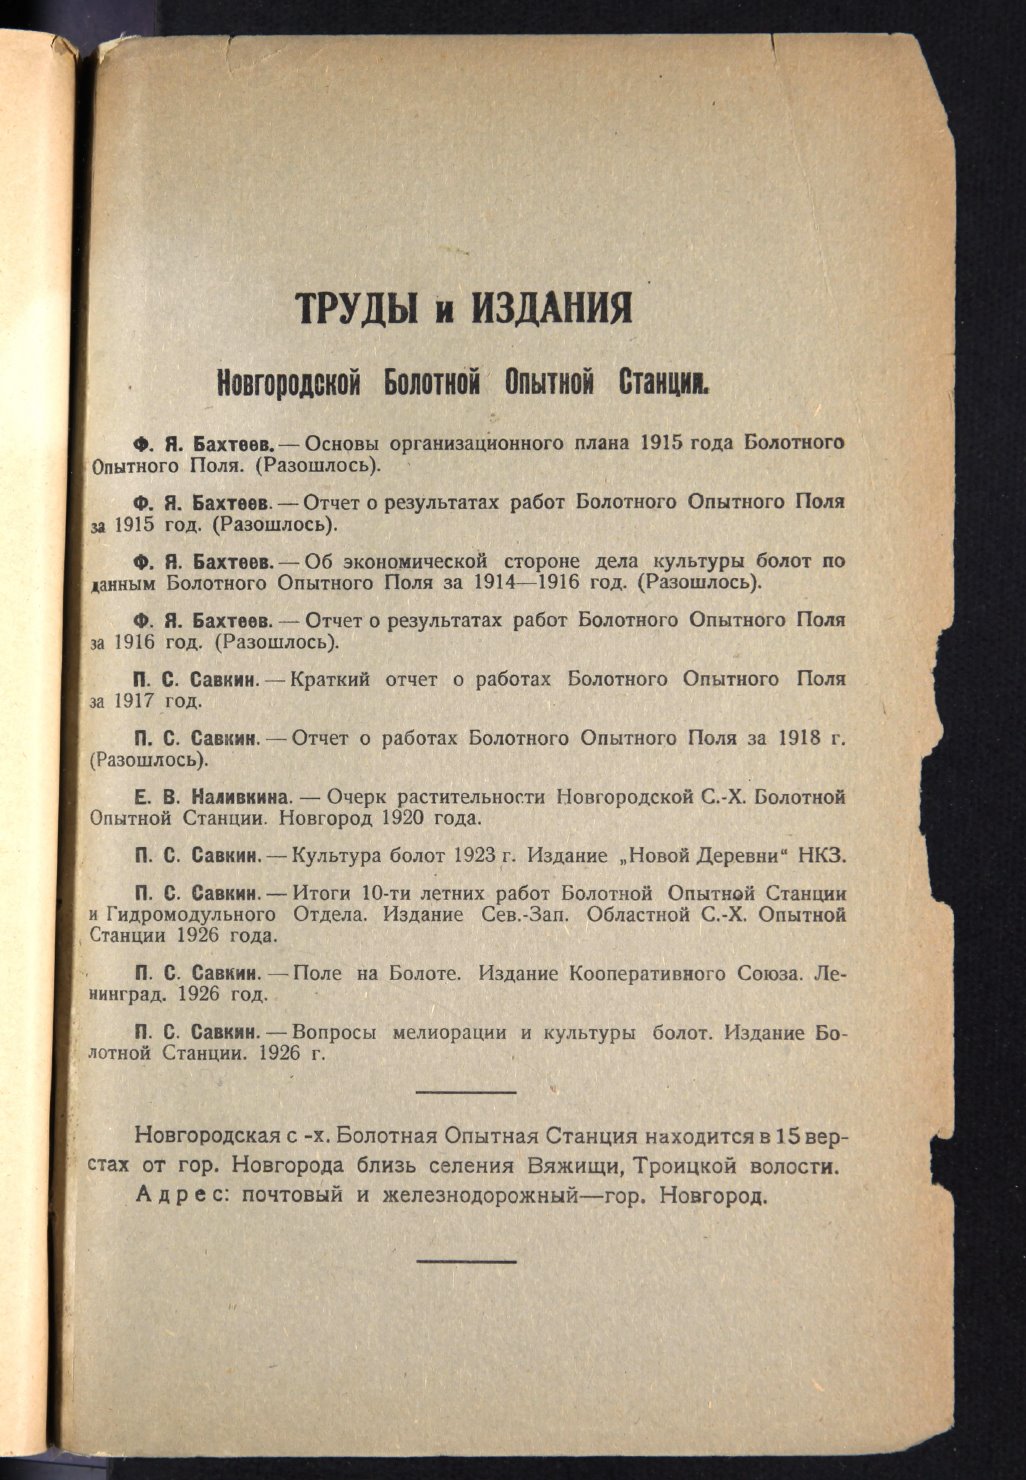 ТРУДЫ и ИЗДАНИЯ
Новгородской Болотной Опытной Станции.
Ф. Я. Бахтеев. — Основы организационного плана 1915 года Болотного
Опытного Поля. (Разошлось).
Ф. Я. Бахтеев. — Отчет о результатах работ Болотного Опытного Поля
за 1915 год. (Разошлось).
Ф. Я. Бахтеев. — Об экономической стороне дела культуры болот по
данным Болотного Опытного Поля за 1914—1916 год. (Разошлось).
Ф. Я. Бахтеев. — Отчет о результатах работ Болотного Опытного Поля
за 1916 год. (Разошлось).
П. С. Савкин. — Краткий отчет о работах Болотного Опытного Поля
за 1917 год.
П. С. Савкин. — Отчет о работах Болотного Опытного Поля за 1918 г.
(Разошлось).
Е. В. Наливкина. — Очерк растительности Новгородской С.-Х. Болотной
Опытной Станции. Новгород 1920 года.
П. С. Савкин. — Культура болот 1923 г. Издание „Новой Деревни“ НКЗ.
П. С. Савкин. — Итоги 10-ти летних работ Болотной Опытной Станции
и Гидромодульного Отдела. Издание Сев.-Зап. Областной С.-Х. Опытной
Станции 1926 года.
П. С. Савкин. — Поле на Болоте. Издание Кооперативного Союза. Ле-
нинград. 1926 год.
П. С. Савкин. — Вопросы мелиорации и культуры болот. Издание Бо-
лотной Станции. 1926 г.
Новгородская с -х. Болотная Опытная Станция находится в 15 вер-
стах от гор. Новгорода близь селения Вяжищи, Троицкой волости.
Адрес: почтовый и железнодорожный—гор. Новгород.